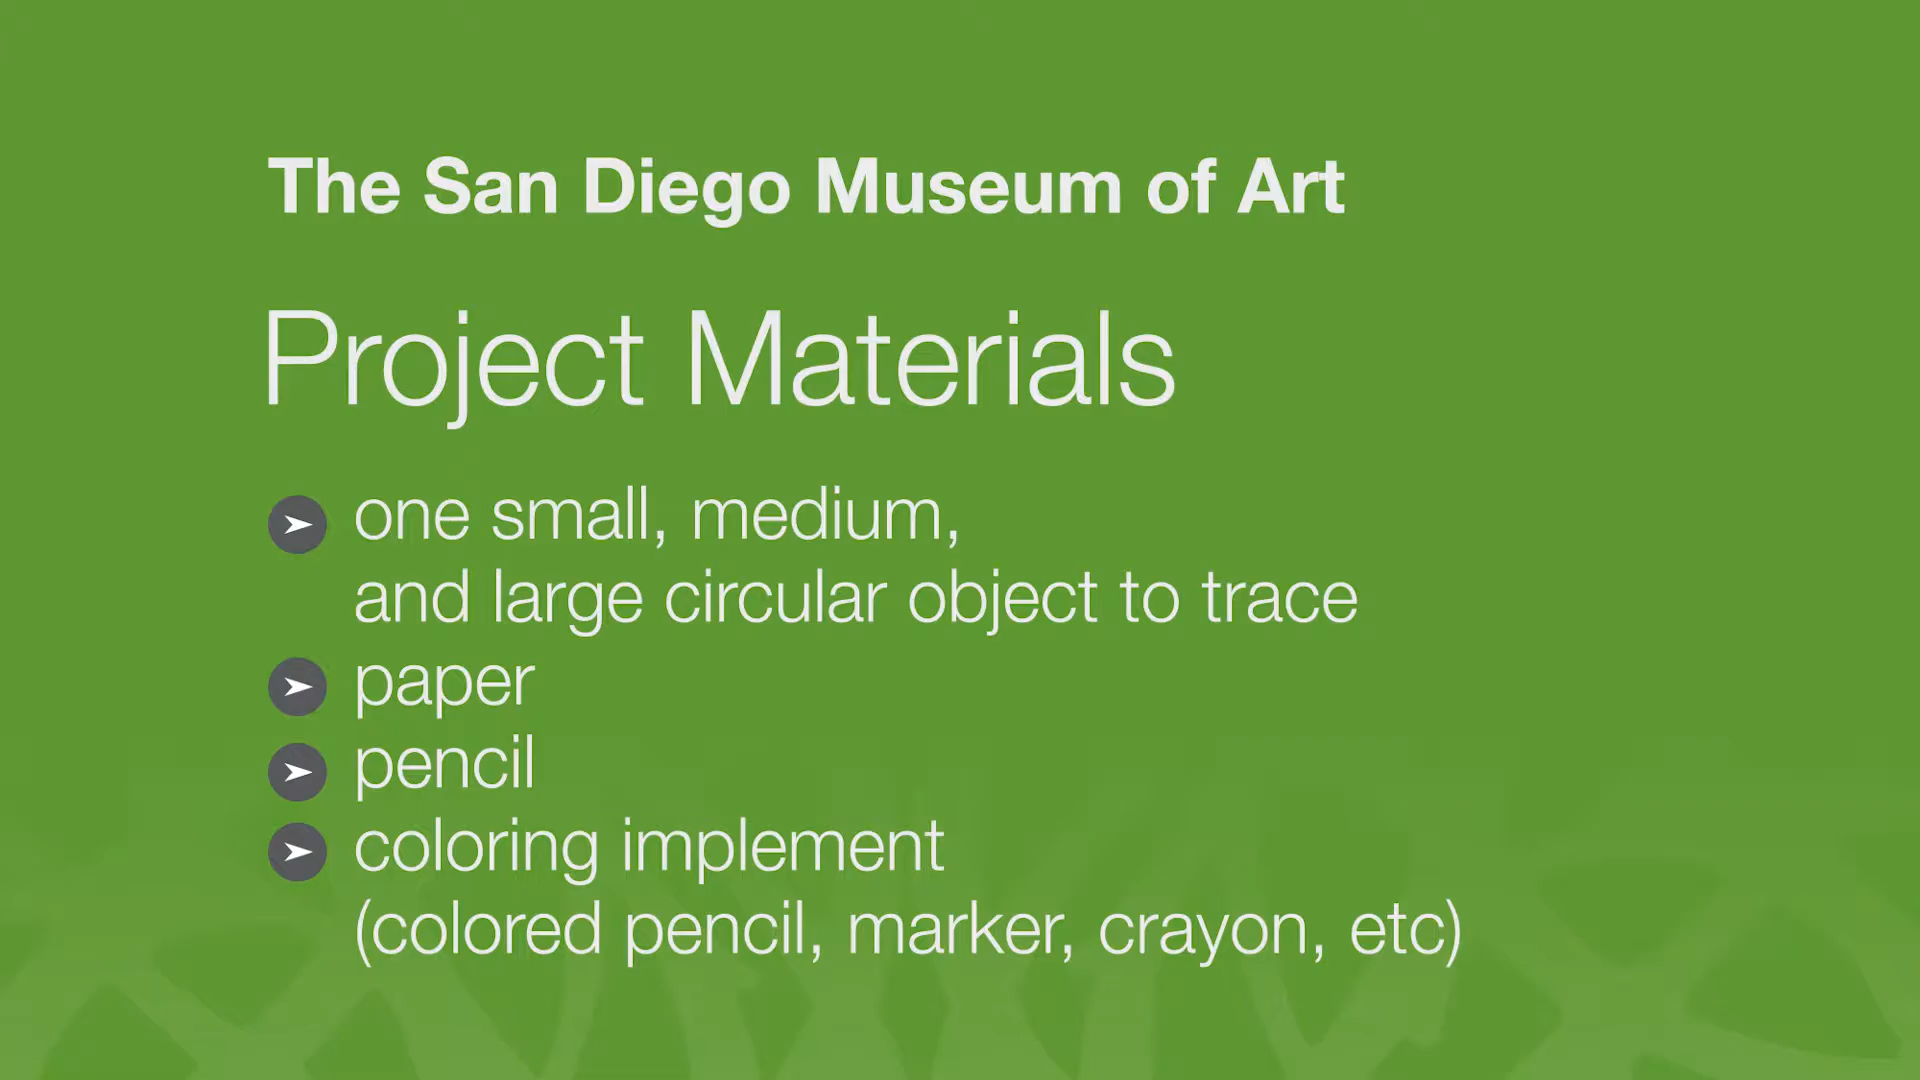 The San Diego Museum of Art
Project Materials
one small, medium,
and large circular object to trace
paper
pencil
coloring implement
(colored pencil, marker, crayon, etc)